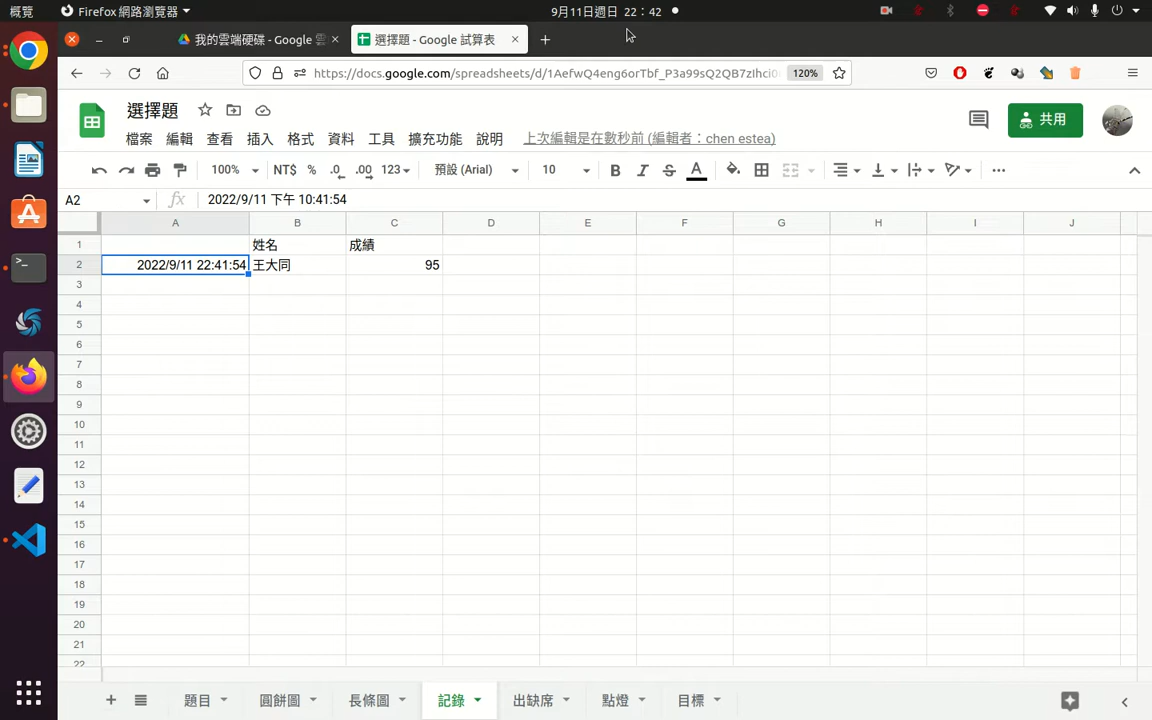 概覽 Firefox 網路瀏覽器 9月11日週日 22：42
我的雲端硬碟 - Google 選擇題 - Google 試算表
https://docs.google.com/spreadsheets/d/1AefwQ4eng6orTbf_P3a99sQ2QB7zIhci0 120%
選擇題
檔案 編輯 查看 插入 格式 資料 工具 擴充功能 說明 上次編輯是在數秒前 (編輯者：chen estea) 共用
100% NT$ % .0 .00 123 預設 (Arial) 10 B I S A
A2 fx 2022/9/11 下午 10:41:54
A B C D E F G H I J
1 姓名 成績
2 2022/9/11 22:41:54 王大同 95
3
4
5
6
7
8
9
10
11
12
13
14
15
16
17
18
19
20
21
22
題目 圓餅圖 長條圖 記錄 出缺席 點燈 目標